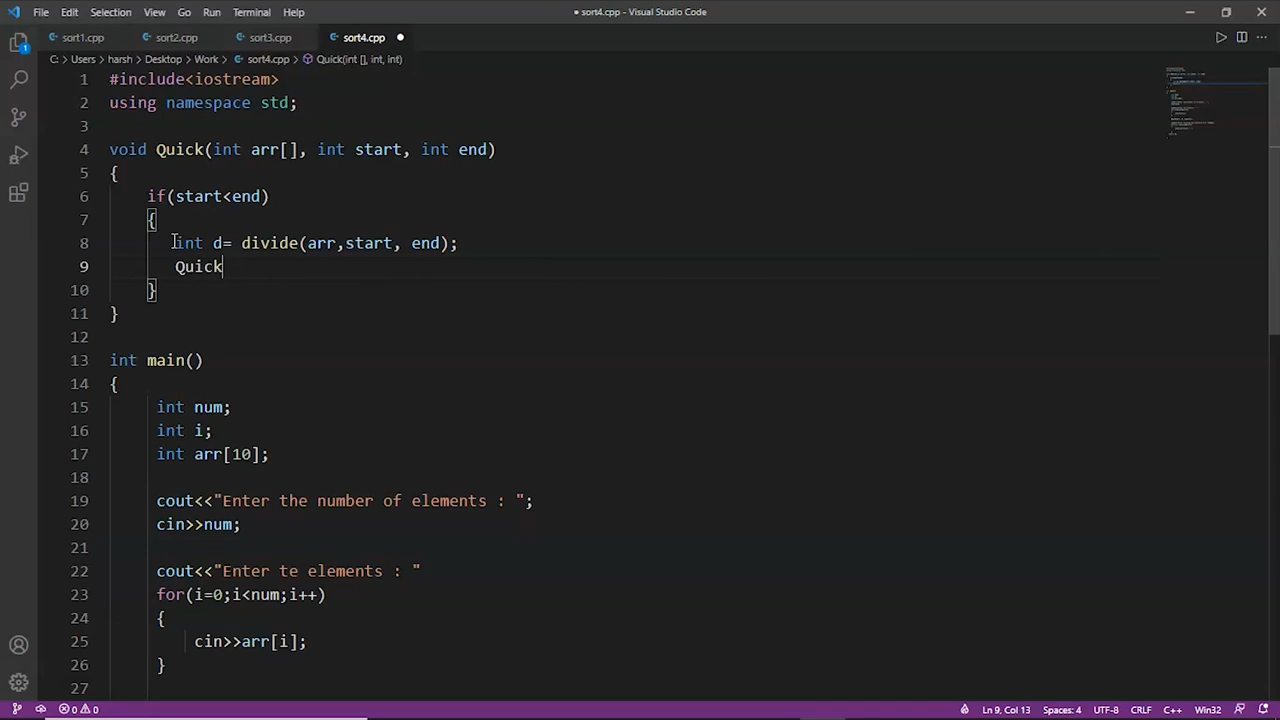 File Edit Selection View Go Run Terminal Help
● sort4.cpp - Visual Studio Code
sort1.cpp sort2.cpp sort3.cpp sort4.cpp ●
C: > Users > harsh > Desktop > Work > sort4.cpp > Quick(int [], int, int)
1 #include<iostream>
2 using namespace std;
3
4 void Quick(int arr[], int start, int end)
5 {
6 if(start<end)
7 {
8 int d= divide(arr,start, end);
9 Quick
10 }
11 }
12
13 int main()
14 {
15 int num;
16 int i;
17 int arr[10];
18
19 cout<<"Enter the number of elements : ";
20 cin>>num;
21
22 cout<<"Enter te elements : "
23 for(i=0;i<num;i++)
24 {
25 cin>>arr[i];
26 }
27
1
0 0 Ln 9, Col 13 Spaces: 4 UTF-8 CRLF C++ Win32